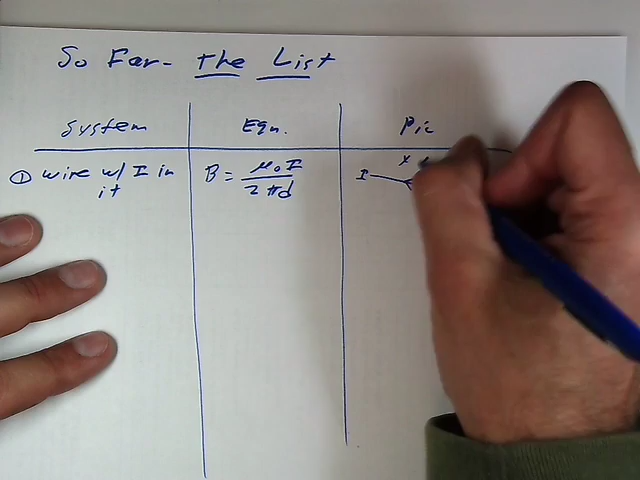 So Far- The List
System Eqn. Pic
① wire w/ I in it B = μ₀I / 2πd I x